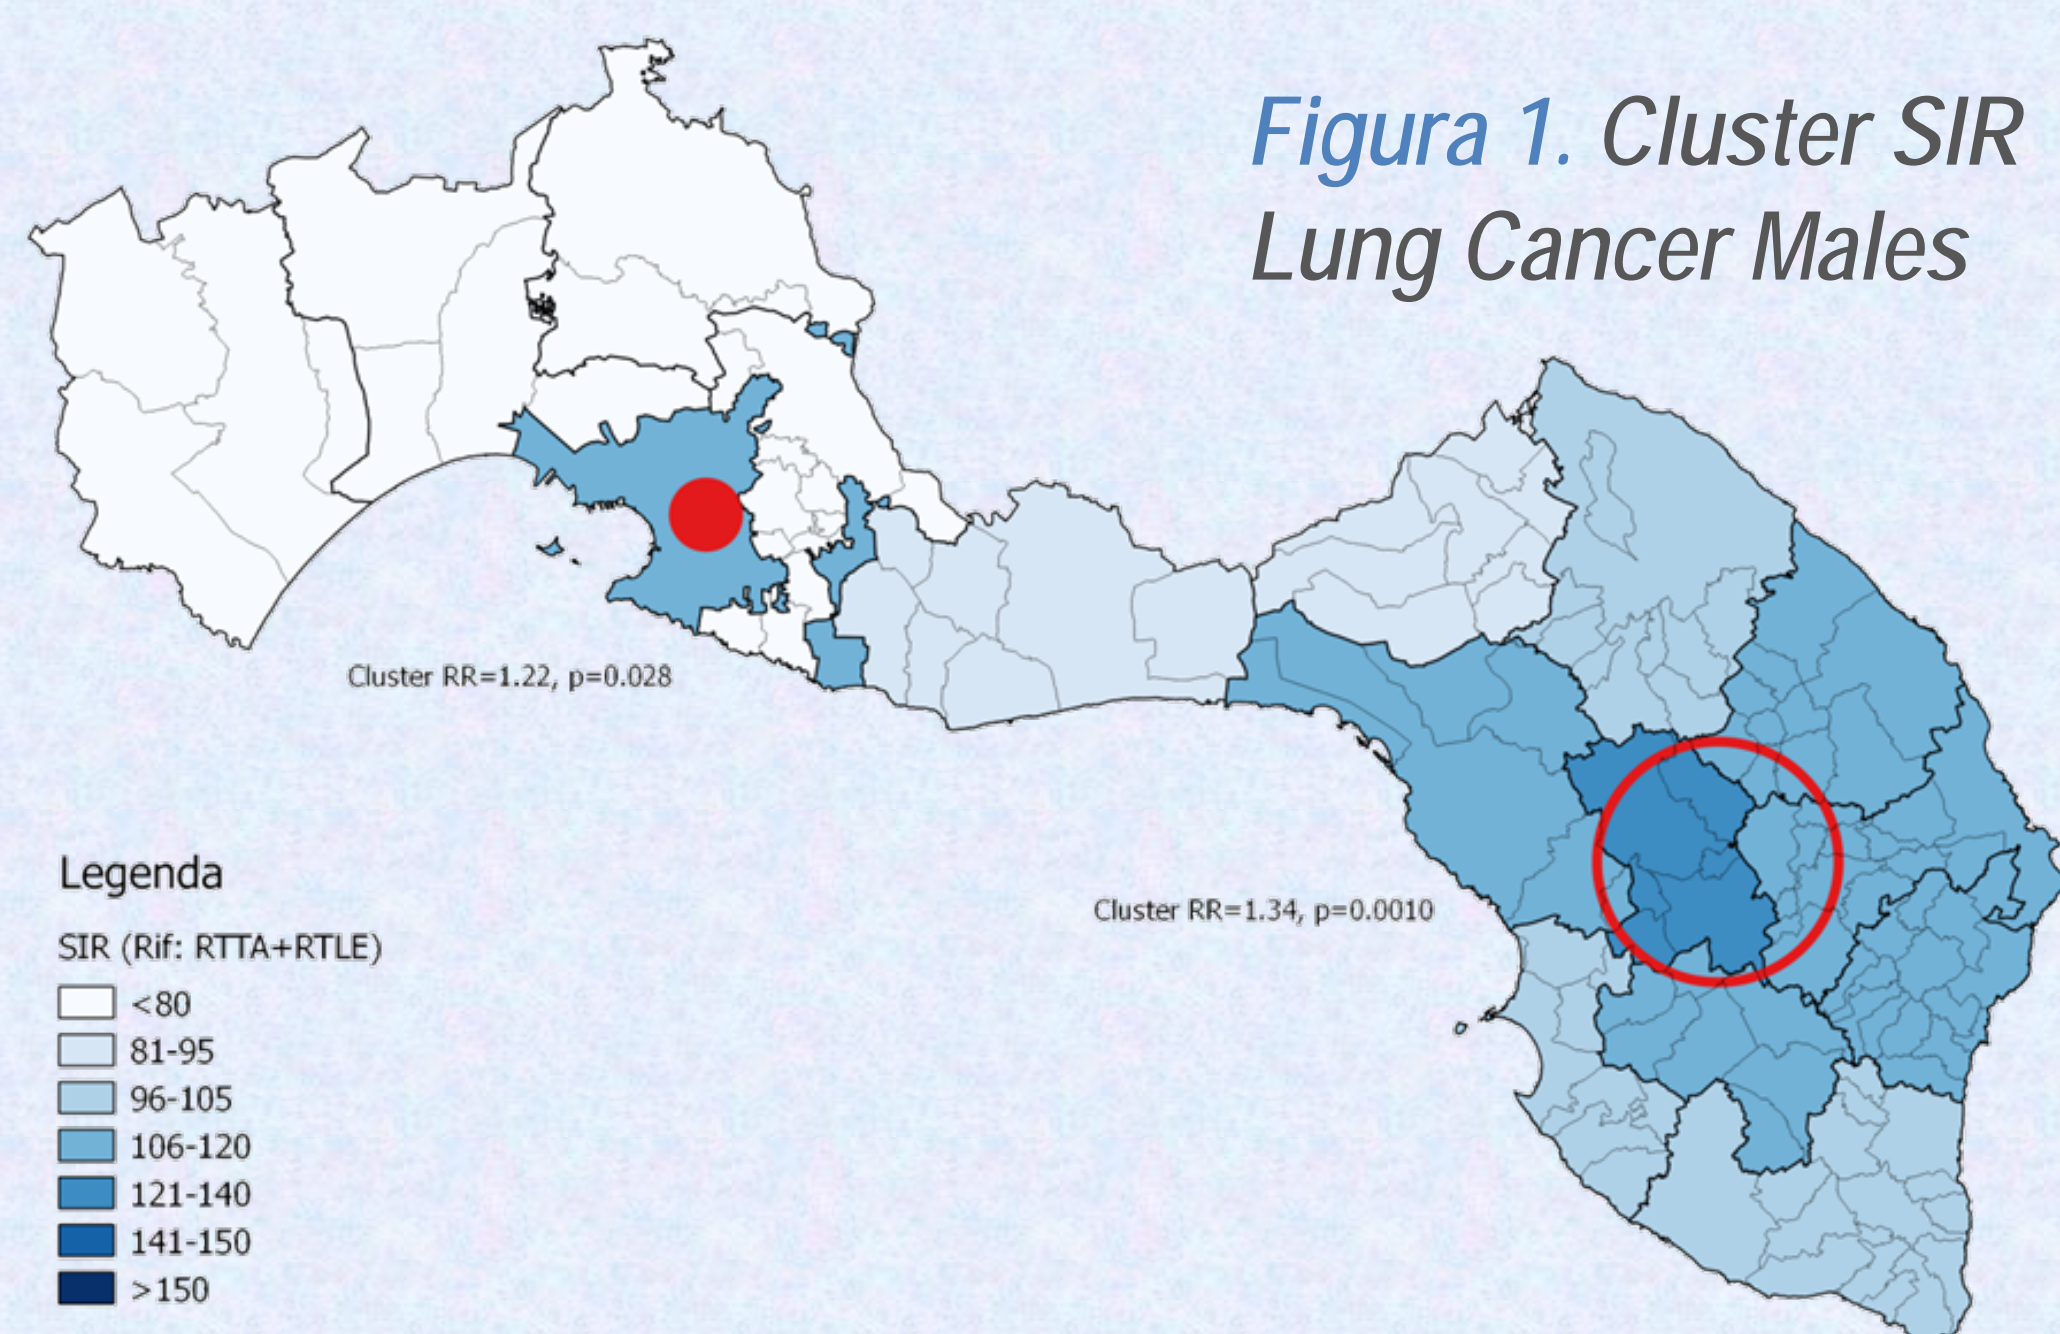 Figura 1. Cluster SIR
Lung Cancer Males
Cluster RR=1.22, p=0.028
Cluster RR=1.34, p=0.0010
Legenda
SIR (Rif: RTTA+RTLE)
<80
81-95
96-105
106-120
121-140
141-150
>150